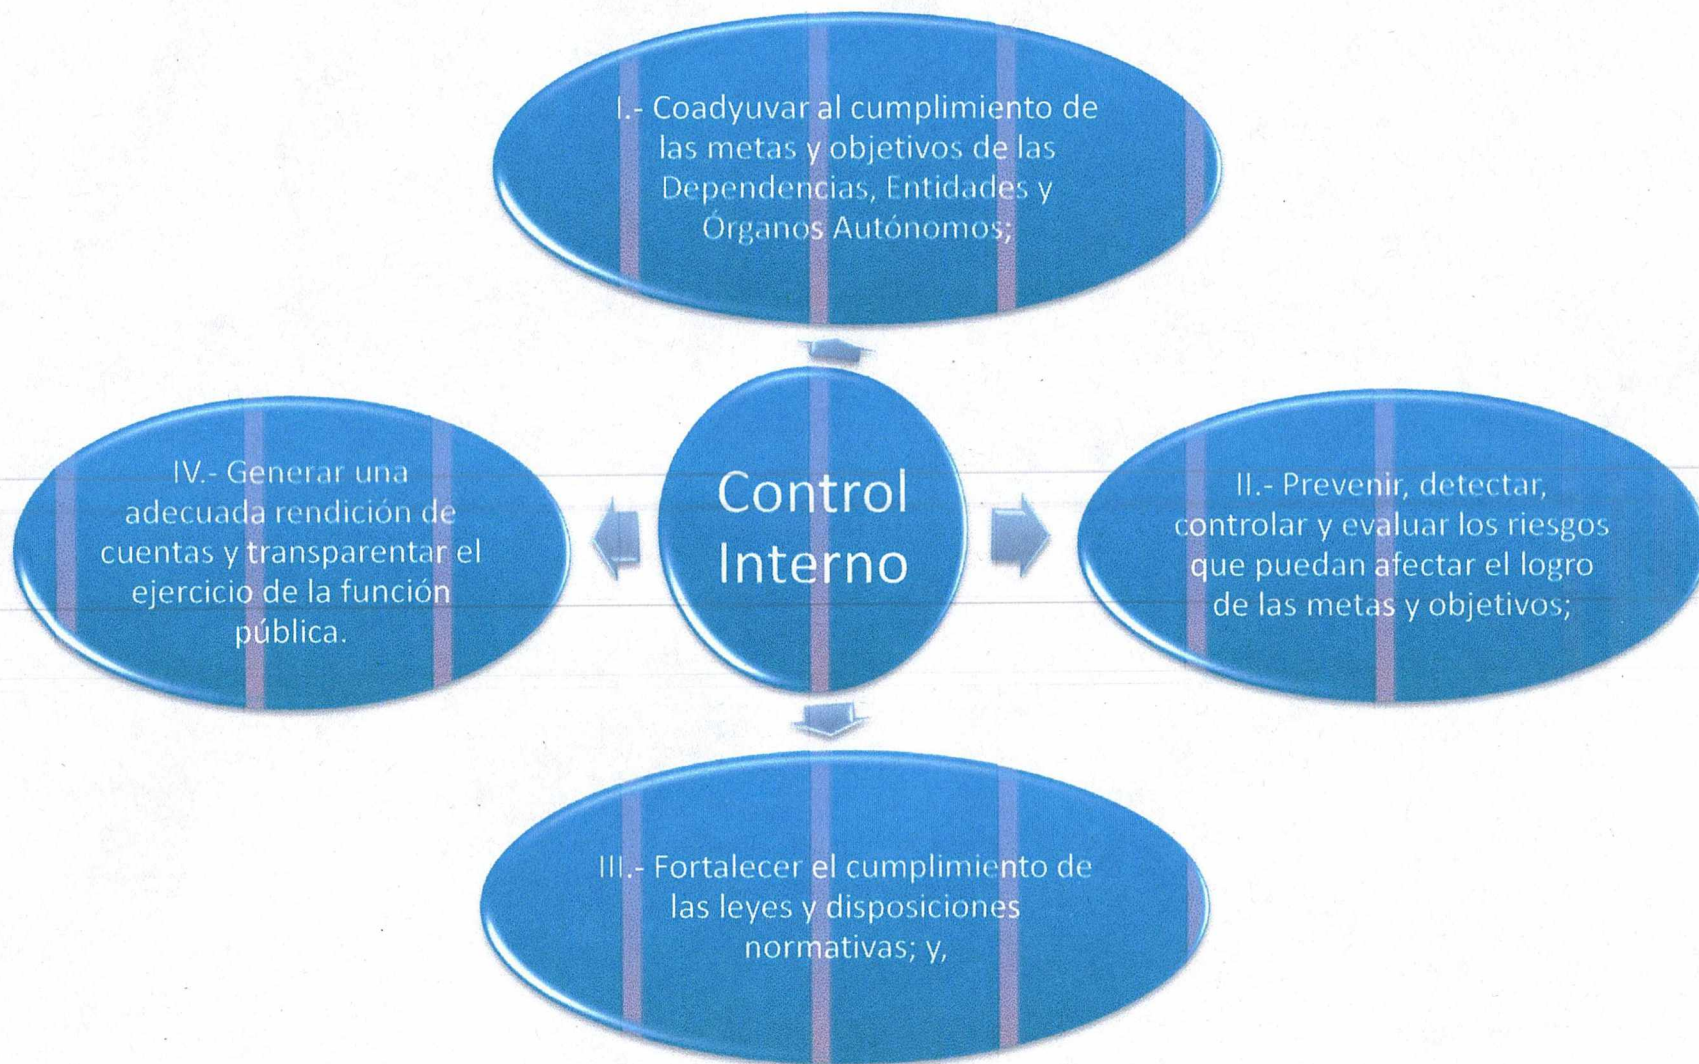 I.- Coadyuvar al cumplimiento de
las metas y objetivos de las
Dependencias, Entidades y
Órganos Autónomos;
Control
Interno
II.- Prevenir, detectar,
controlar y evaluar los riesgos
que puedan afectar el logro
de las metas y objetivos;
III.- Fortalecer el cumplimiento de
las leyes y disposiciones
normativas; y,
IV.- Generar una
adecuada rendición de
cuentas y transparentar el
ejercicio de la función
pública.